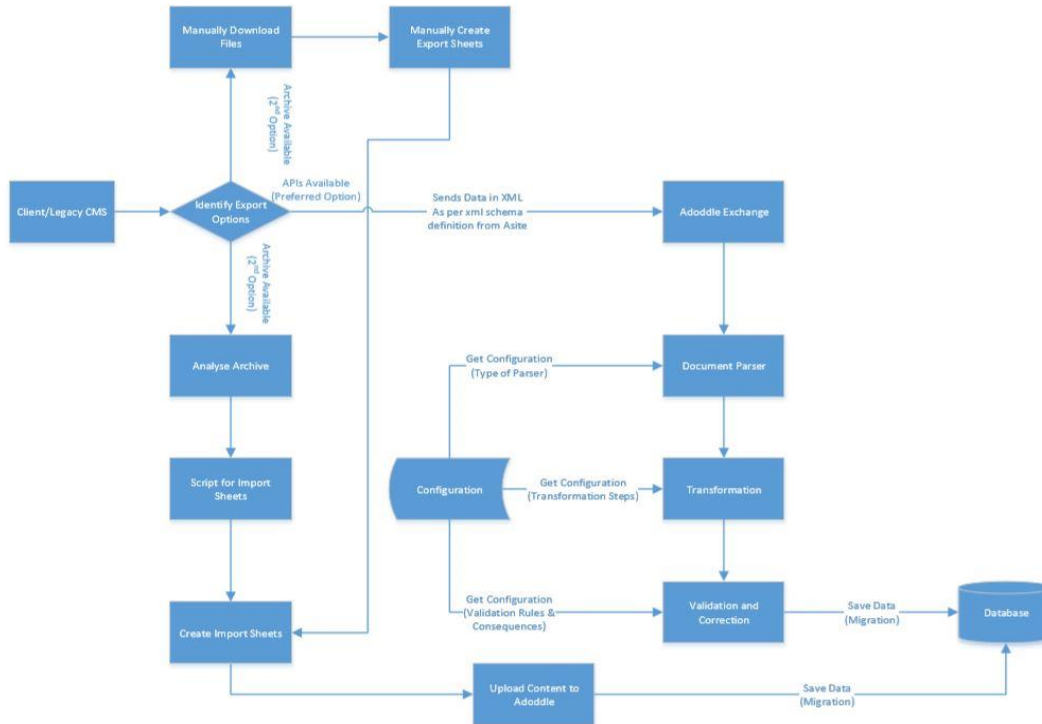 Manually Download
Files
Manually Create
Export Sheets
Archive Available
(2nd Option)
APIs Available
(Preferred Option)
Sends Data in XML
As per xml schema
definition from Asite
Client/Legacy CMS
Identify Export
Options
Adoddle Exchange
Archive Available
(2nd Option)
Analyse Archive
Get Configuration
(Type of Parser)
Document Parser
Script for Import
Sheets
Configuration
Get Configuration
(Transformation Steps)
Transformation
Get Configuration
(Validation Rules &
Consequences)
Validation and
Correction
Save Data
(Migration)
Database
Create Import Sheets
Upload Content to
Adoddle
Save Data
(Migration)